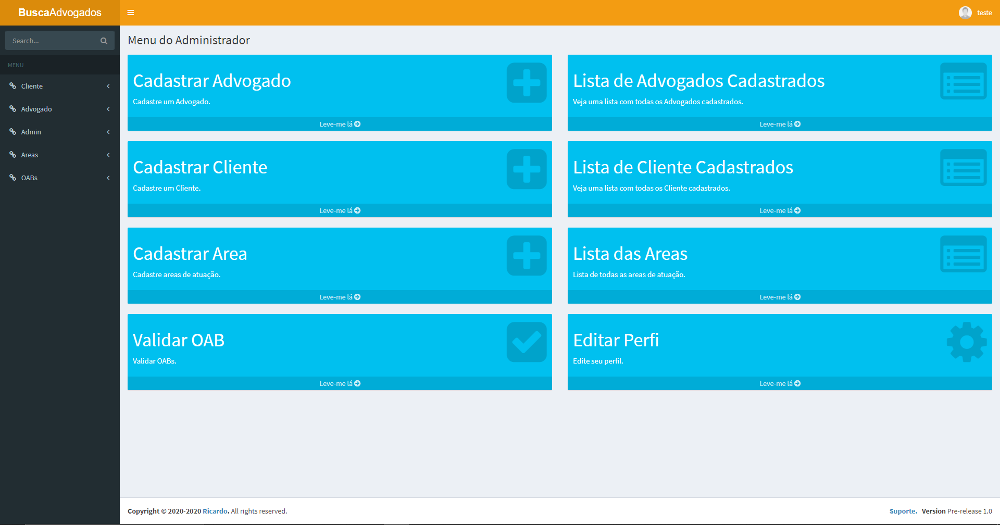 BuscaAdvogados
teste
Search...
MENU
Cliente
Advogado
Admin
Areas
OABs
Menu do Administrador
Cadastrar Advogado
Cadastre um Advogado.
Leve-me lá
Lista de Advogados Cadastrados
Veja uma lista com todas os Advogados cadastrados.
Leve-me lá
Cadastrar Cliente
Cadastre um Cliente.
Leve-me lá
Lista de Cliente Cadastrados
Veja uma lista com todas os Cliente cadastrados.
Leve-me lá
Cadastrar Area
Cadastre areas de atuação.
Leve-me lá
Lista das Areas
Lista de todas as areas de atuação.
Leve-me lá
Validar OAB
Validar OABs.
Leve-me lá
Editar Perfi
Edite seu perfil.
Leve-me lá
Copyright © 2020-2020 Ricardo. All rights reserved.
Suporte. Version Pre-release 1.0